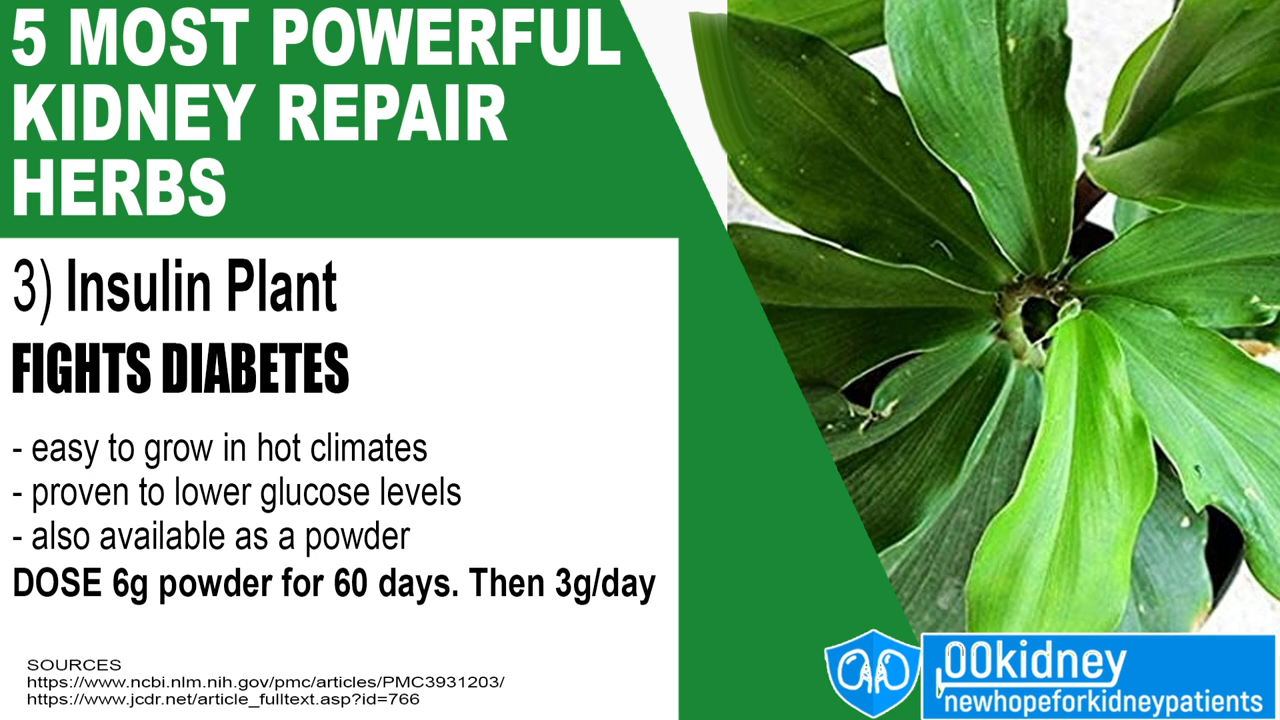 5 MOST POWERFUL
KIDNEY REPAIR
HERBS
3) Insulin Plant
FIGHTS DIABETES
- easy to grow in hot climates
- proven to lower glucose levels
- also available as a powder
DOSE 6g powder for 60 days. Then 3g/day
SOURCES
https://www.ncbi.nlm.nih.gov/pmc/articles/PMC3931203/
https://www.jcdr.net/article_fulltext.asp?id=766
00kidney
newhopeforkidneypatients